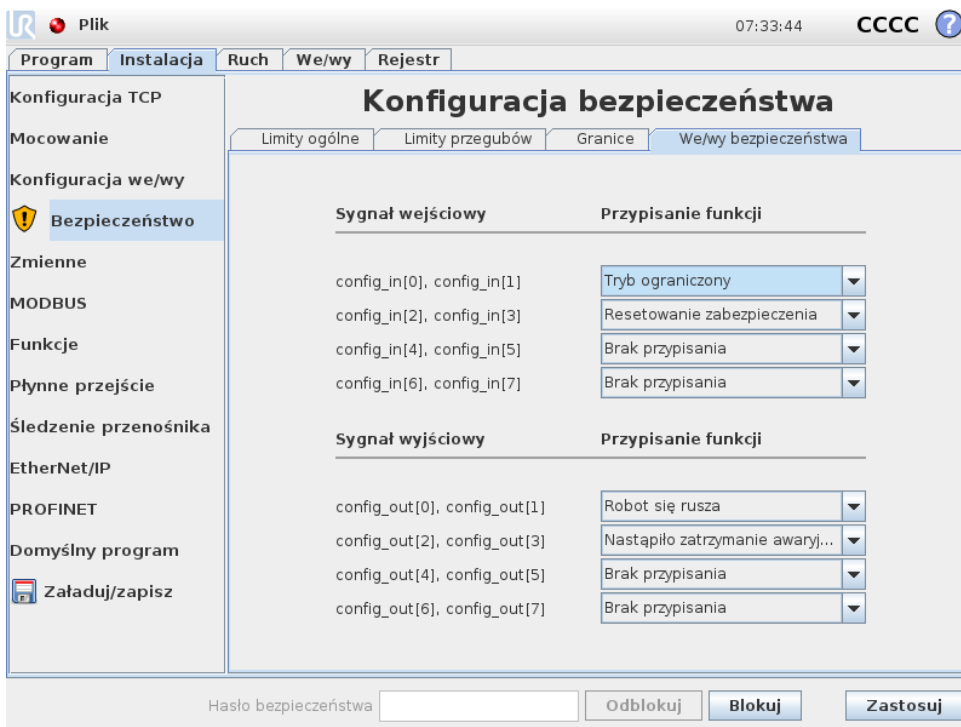 UR Plik 07:33:44 CCCC ?
Program Instalacja Ruch We/wy Rejestr
Konfiguracja TCP
Mocowanie
Konfiguracja we/wy
Bezpieczeństwo
Zmienne
MODBUS
Funkcje
Płynne przejście
Śledzenie przenośnika
EtherNet/IP
PROFINET
Domyślny program
Załaduj/zapisz
Konfiguracja bezpieczeństwa
Limity ogólne Limity przegubów Granice We/wy bezpieczeństwa
Sygnał wejściowy Przypisanie funkcji
config_in[0], config_in[1] Tryb ograniczony
config_in[2], config_in[3] Resetowanie zabezpieczenia
config_in[4], config_in[5] Brak przypisania
config_in[6], config_in[7] Brak przypisania
Sygnał wyjściowy Przypisanie funkcji
config_out[0], config_out[1] Robot się rusza
config_out[2], config_out[3] Nastąpiło zatrzymanie awaryj...
config_out[4], config_out[5] Brak przypisania
config_out[6], config_out[7] Brak przypisania
Hasło bezpieczeństwa Odblokuj Blokuj Zastosuj